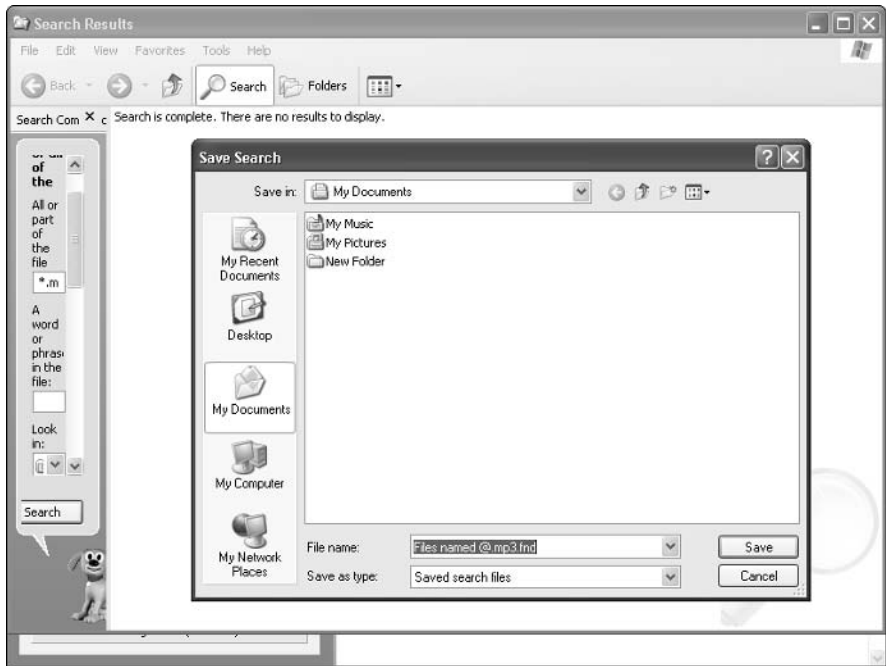 Search Results
File Edit View Favorites Tools Help
Back Search Folders
Search Com c Search is complete. There are no results to display.
of
the
All or
part
of
the
file
*.m
A
word
or
phras
in the
file:
Look
in:
Search
Save Search
Save in: My Documents
My Recent
Documents
Desktop
My Documents
My Computer
My Network
Places
My Music
My Pictures
New Folder
File name: Files named @.mp3.fnd
Save as type: Saved search files
Save
Cancel